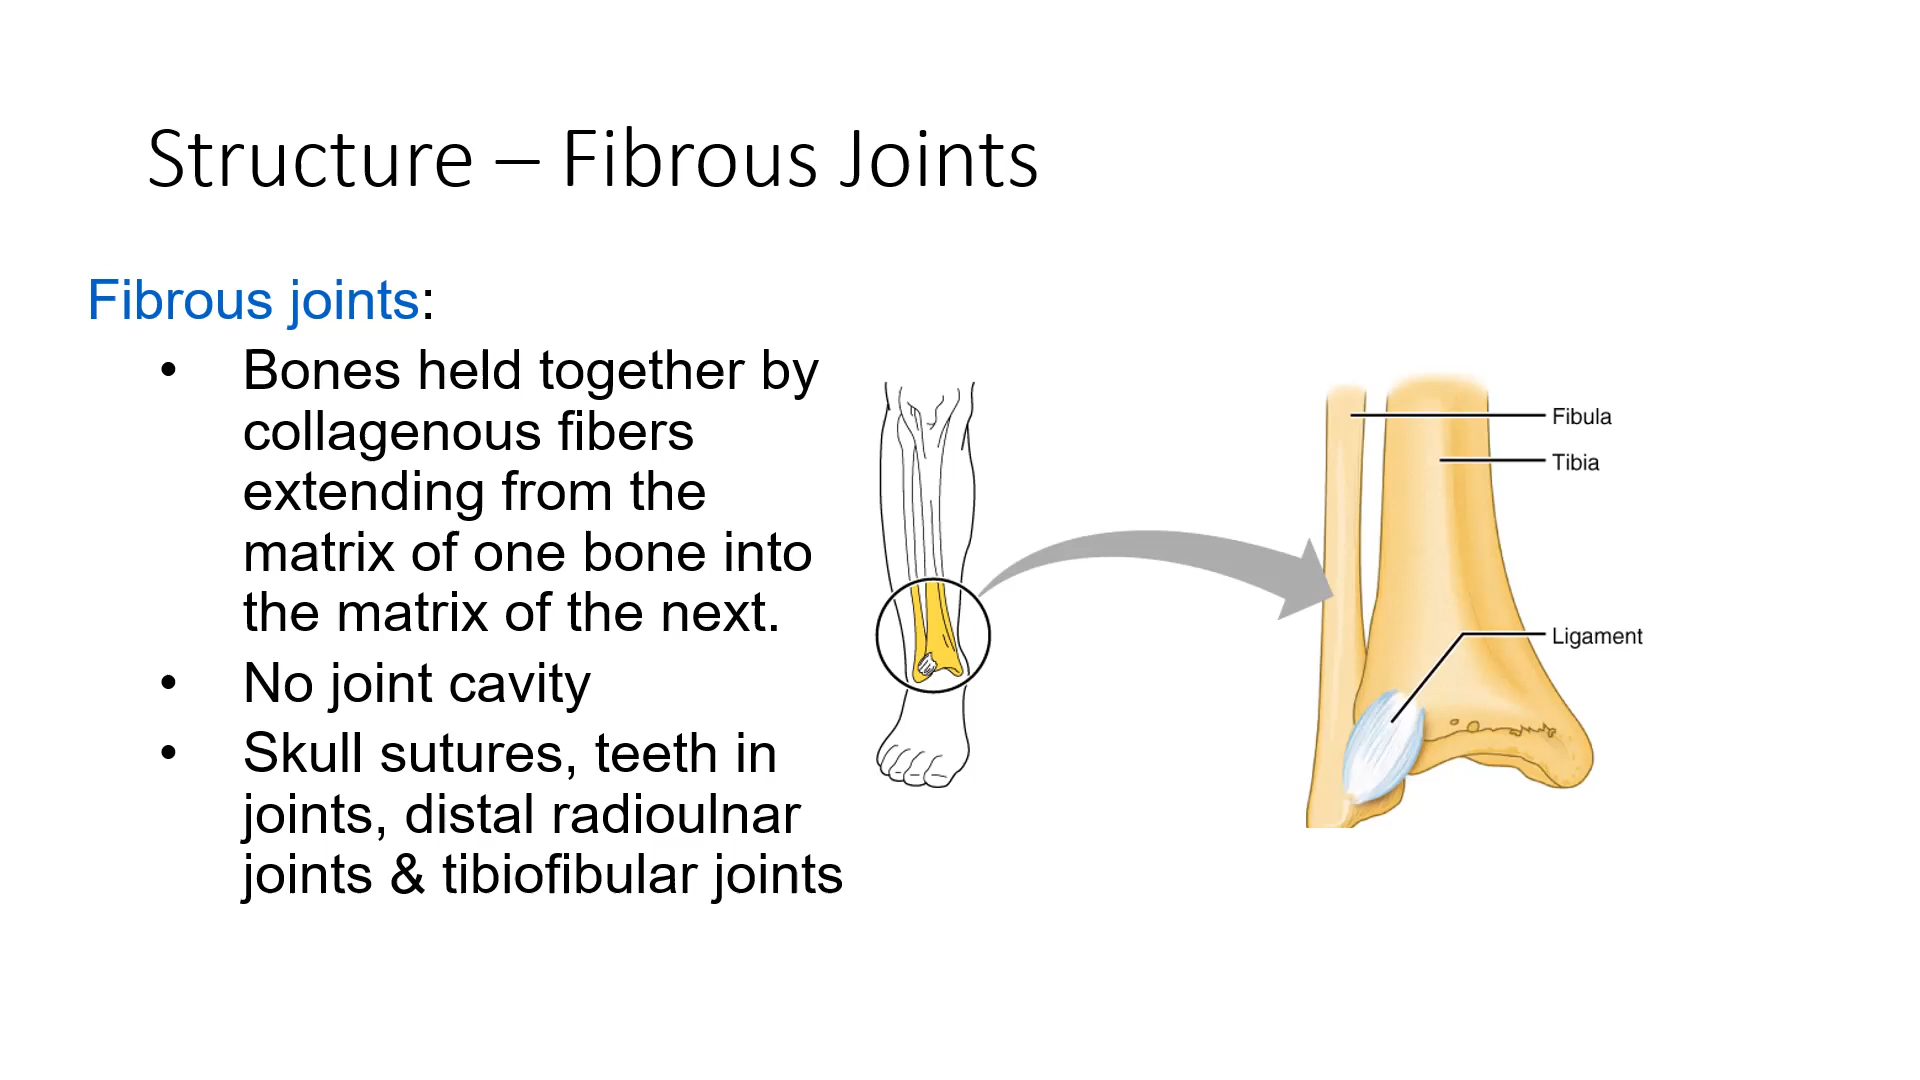 Structure – Fibrous Joints
Fibrous joints:
• Bones held together by
collagenous fibers
extending from the
matrix of one bone into
the matrix of the next.
• No joint cavity
• Skull sutures, teeth in
joints, distal radioulnar
joints & tibiofibular joints
Fibula
Tibia
Ligament